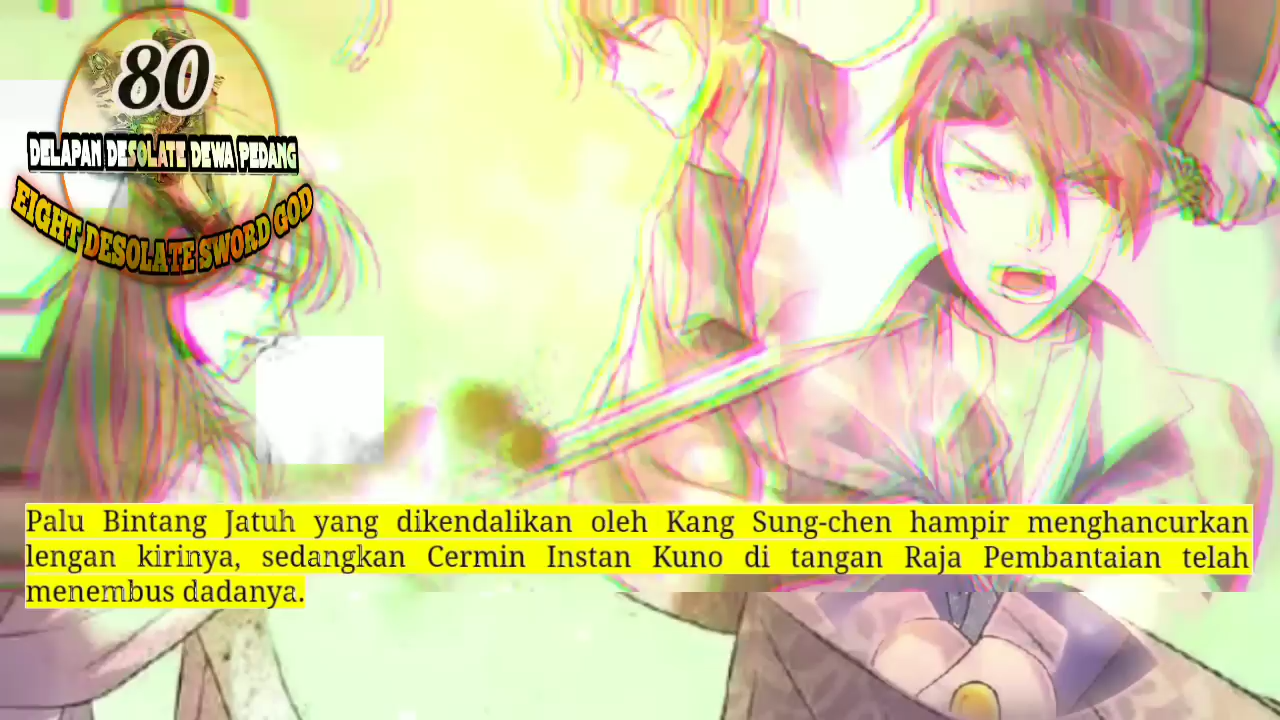 80
DELAPAN DESOLATE DEWA PEDANG
EIGHT DESOLATE SWORD GOD
Palu Bintang Jatuh yang dikendalikan oleh Kang Sung-chen hampir menghancurkan
lengan kirinya, sedangkan Cermin Instan Kuno di tangan Raja Pembantaian telah
menembus dadanya.